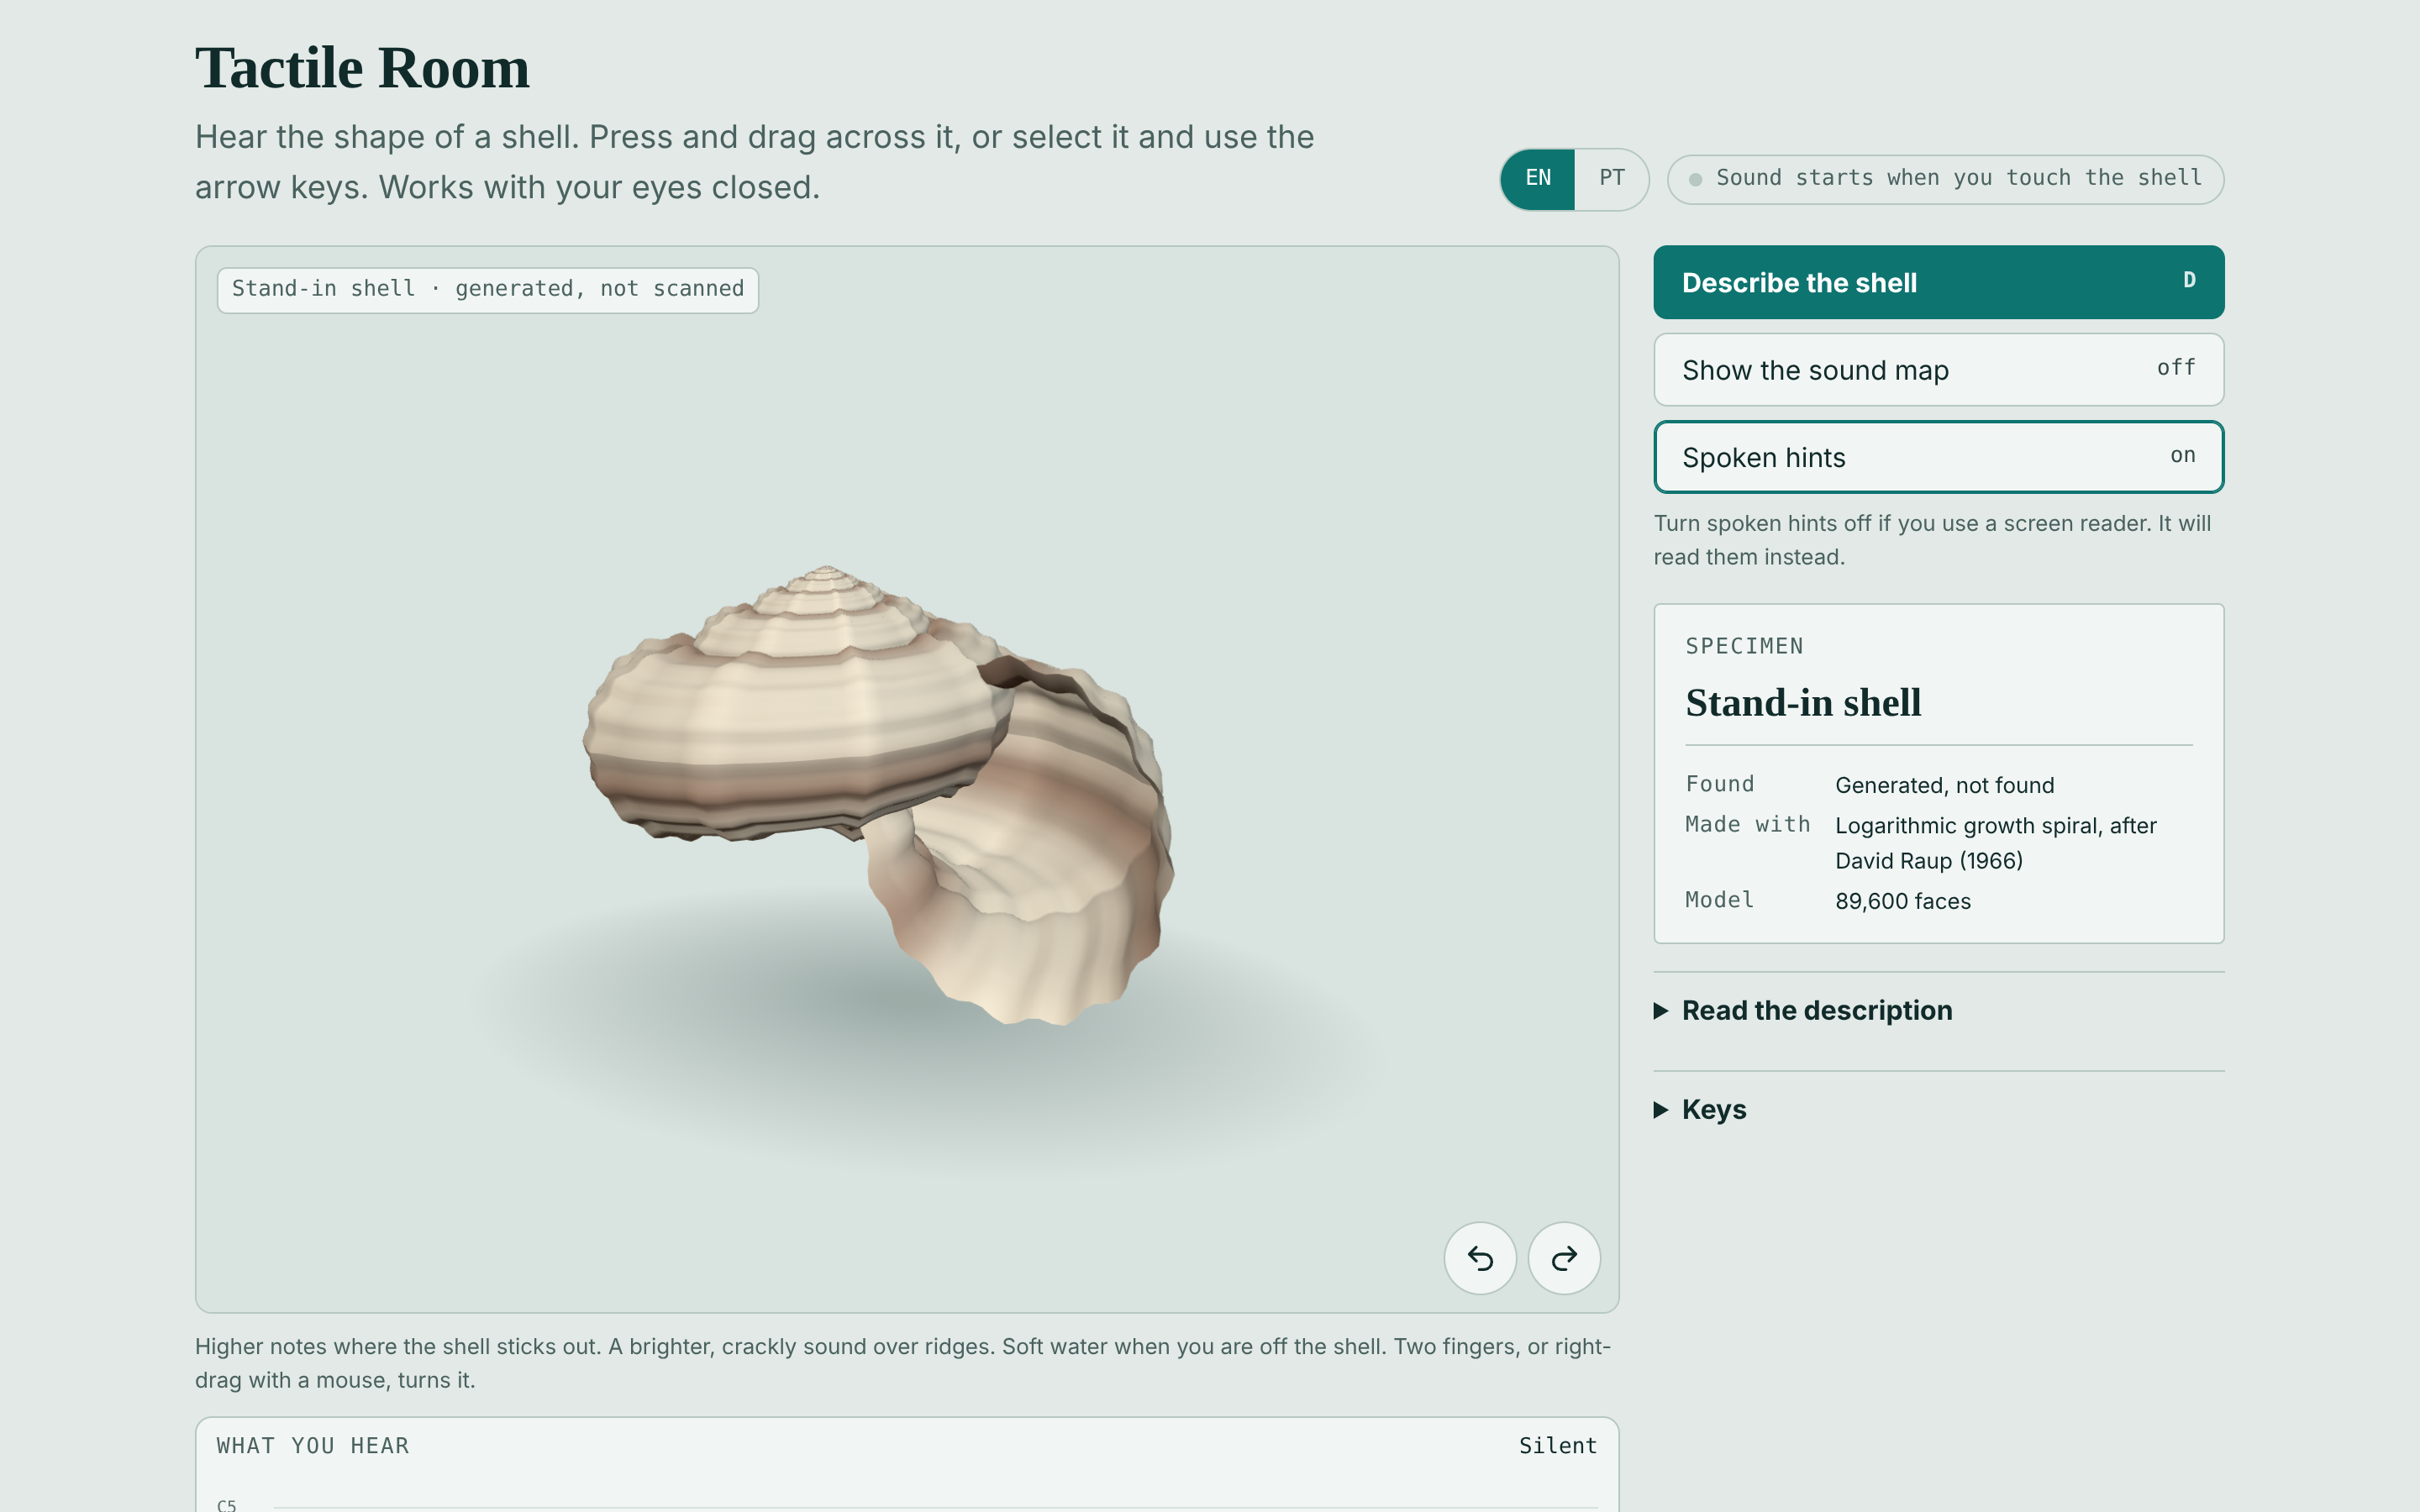 Tactile Room
Hear the shape of a shell. Press and drag across it, or select it and use the
arrow keys. Works with your eyes closed.
EN PT
Sound starts when you touch the shell
Stand-in shell · generated, not scanned
Describe the shell D
Show the sound map off
Spoken hints on
Turn spoken hints off if you use a screen reader. It will
read them instead.
SPECIMEN
Stand-in shell
Found Generated, not found
Made with Logarithmic growth spiral, after
David Raup (1966)
Model 89,600 faces
Read the description
Keys
Higher notes where the shell sticks out. A brighter, crackly sound over ridges. Soft water when you are off the shell. Two fingers, or right-
drag with a mouse, turns it.
WHAT YOU HEAR Silent
C5